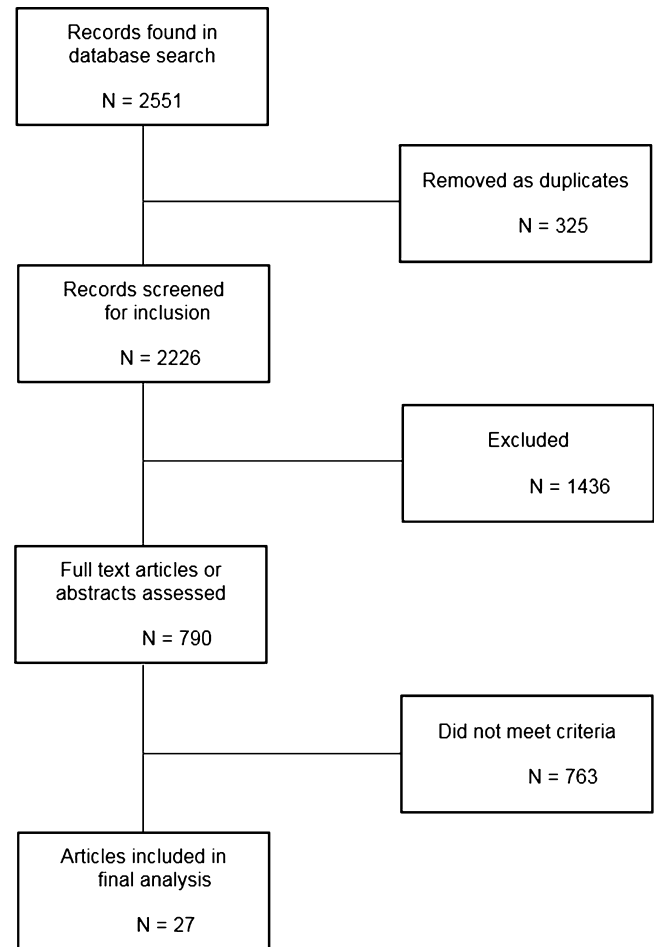 Records found in
database search
N = 2551
Removed as duplicates
N = 325
Records screened
for inclusion
N = 2226
Excluded
N = 1436
Full text articles or
abstracts assessed
N = 790
Did not meet criteria
N = 763
Articles included in
final analysis
N = 27